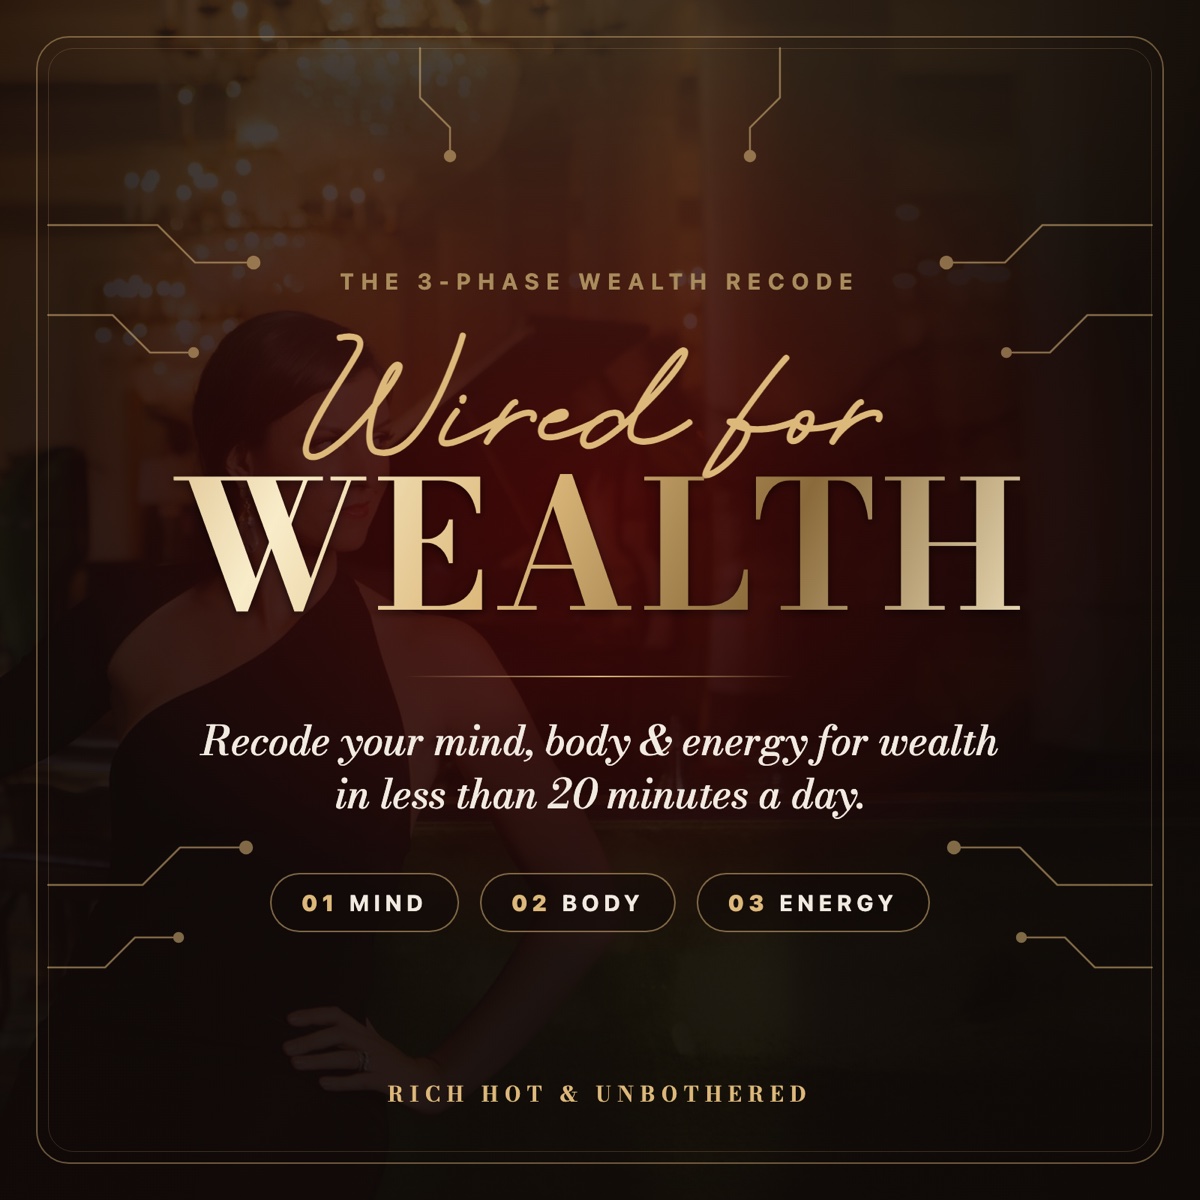 THE 3-PHASE WEALTH RECODE
Wired for
WEALTH
Recode your mind, body & energy for wealth
in less than 20 minutes a day.
01 MIND 02 BODY 03 ENERGY
RICH HOT & UNBOTHERED